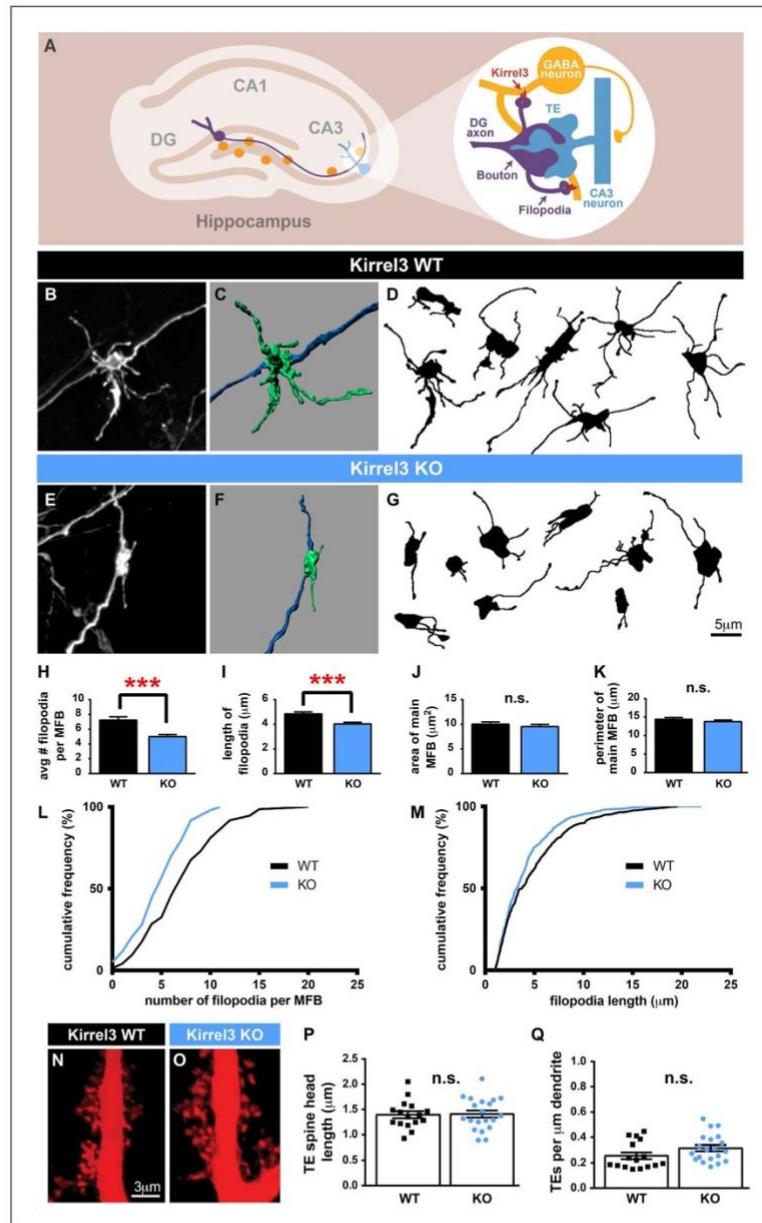 A
CA1
DG
CA3
Hippocampus
Kirrel3
GABA
neuron
TE
DG
axon
Bouton
Filopodia
CA3
neuron
Kirrel3 WT
B
C
D
Kirrel3 KO
E
F
G
5μm
H
***
avg # filopodia
per MFB
10
8
6
4
2
0
WT
KO
I
***
length of
filopodia (μm)
6
4
2
0
WT
KO
J
n.s.
area of main
MFB (μm²)
15
10
5
0
WT
KO
K
n.s.
perimeter of
main MFB (μm)
20
15
10
5
0
WT
KO
L
cumulative frequency (%)
100
50
0
0
5
10
15
20
25
number of filopodia per MFB
WT
KO
M
cumulative frequency (%)
100
50
0
0
5
10
15
20
25
filopodia length (μm)
WT
KO
Kirrel3 WT
Kirrel3 KO
N
O
3μm
P
TE spine head
length (μm)
2.5
2.0
1.5
1.0
0.5
0
n.s.
WT
KO
Q
TEs per μm dendrite
1.0
0.8
0.6
0.4
0.2
0
n.s.
WT
KO